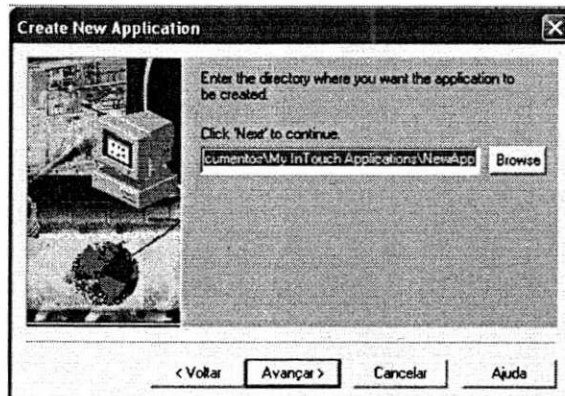 Create New Application
Enter the directory where you want the application to
be created.
Click 'Next' to continue.
cumentos\My InTouch Applications\NewApp
Browse
< Voltar
Avançar >
Cancelar
Ajuda